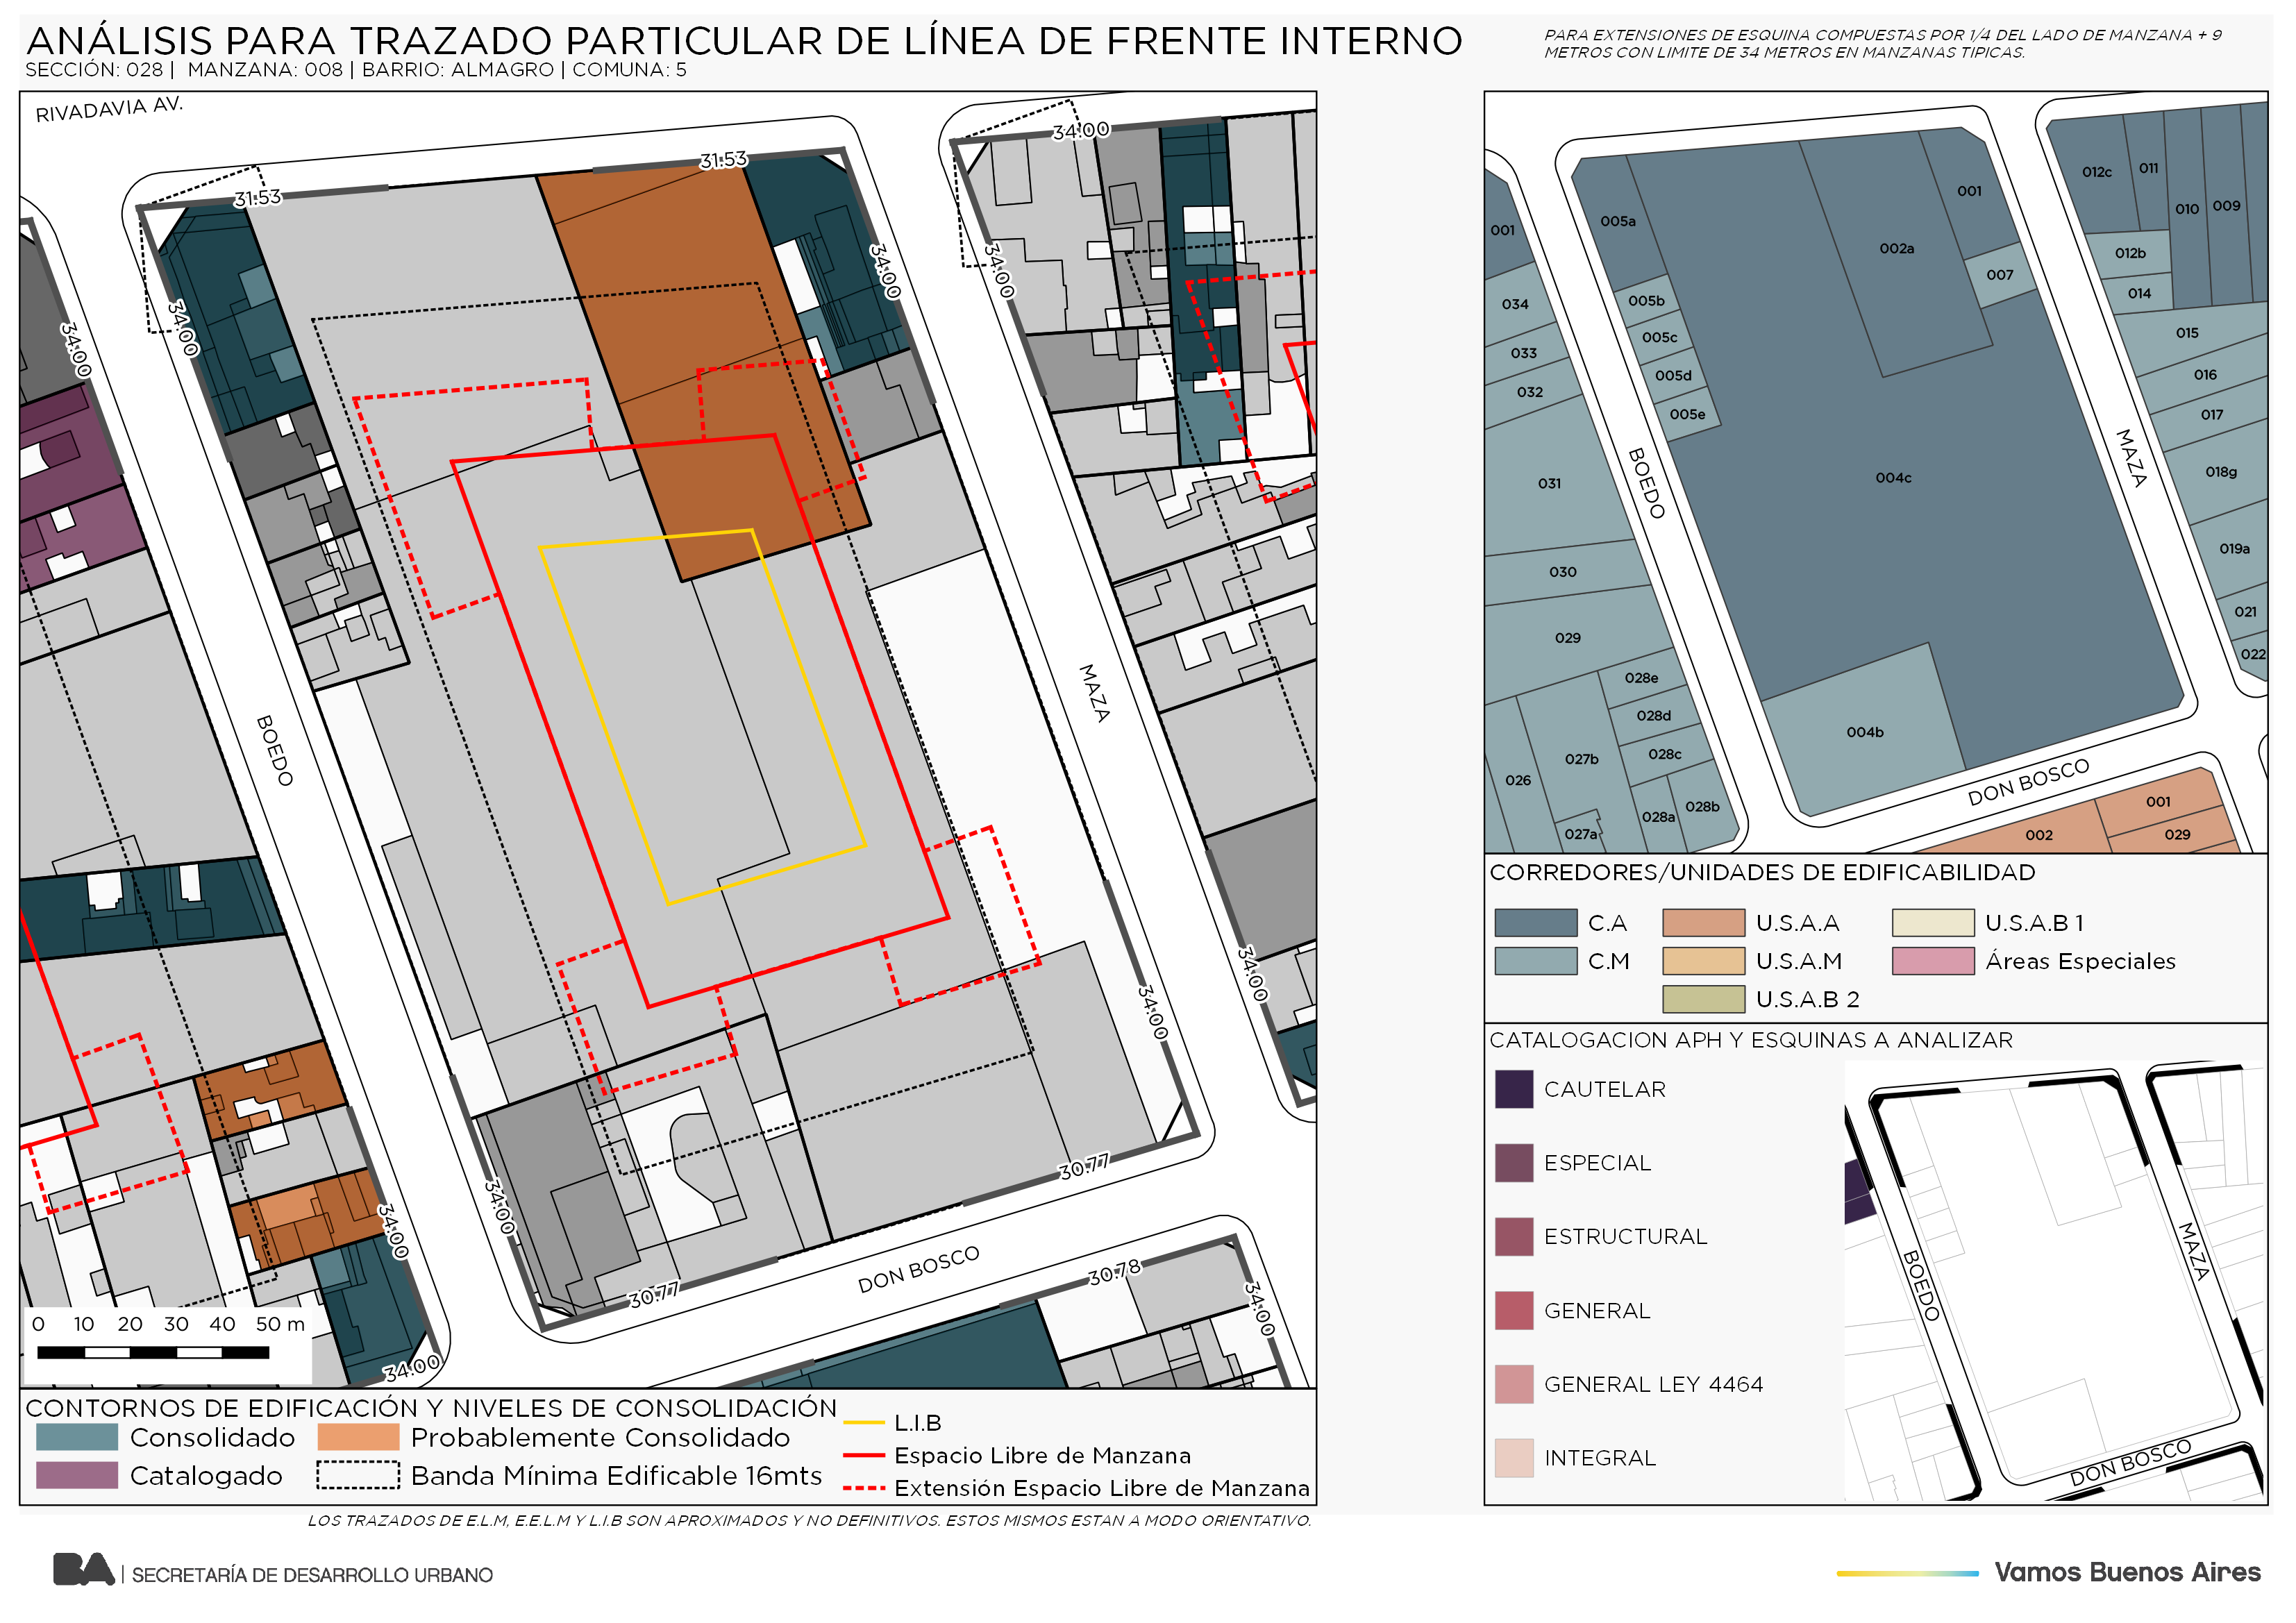 ANÁLISIS PARA TRAZADO PARTICULAR DE LÍNEA DE FRENTE INTERNO
SECCIÓN: 028 | MANZANA: 008 | BARRIO: ALMAGRO | COMUNA: 5
PARA EXTENSIONES DE ESQUINA COMPUESTAS POR 1/4 DEL LADO DE MANZANA + 9
METROS CON LIMITE DE 34 METROS EN MANZANAS TIPICAS.
RIVADAVIA AV.
34.00
31.53
31.53
34.00
34.00
34.00
34.00
BOEDO
MAZA
34.00
34.00
34.00
30.77
34.00
DON BOSCO
30.77
30.78
34.00
34.00
0 10 20 30 40 50 m
CONTORNOS DE EDIFICACIÓN Y NIVELES DE CONSOLIDACIÓN
Consolidado
Probablemente Consolidado
Catalogado
Banda Mínima Edificable 16mts
L.I.B
Espacio Libre de Manzana
Extensión Espacio Libre de Manzana
001
034
033
032
031
030
029
028e
028d
028c
027b
026
028a
028b
027a
005a
005b
005c
005d
005e
002a
001
007
004c
004b
012c
011
010
009
012b
014
015
016
017
018g
019a
021
022
BOEDO
MAZA
DON BOSCO
001
002
029
CORREDORES/UNIDADES DE EDIFICABILIDAD
C.A
U.S.A.A
U.S.A.B 1
C.M
U.S.A.M
Áreas Especiales
U.S.A.B 2
CATALOGACION APH Y ESQUINAS A ANALIZAR
CAUTELAR
ESPECIAL
ESTRUCTURAL
GENERAL
GENERAL LEY 4464
INTEGRAL
BOEDO
MAZA
DON BOSCO
LOS TRAZADOS DE E.L.M, E.E.L.M Y L.I.B SON APROXIMADOS Y NO DEFINITIVOS. ESTOS MISMOS ESTAN A MODO ORIENTATIVO.
BA | SECRETARÍA DE DESARROLLO URBANO
Vamos Buenos Aires